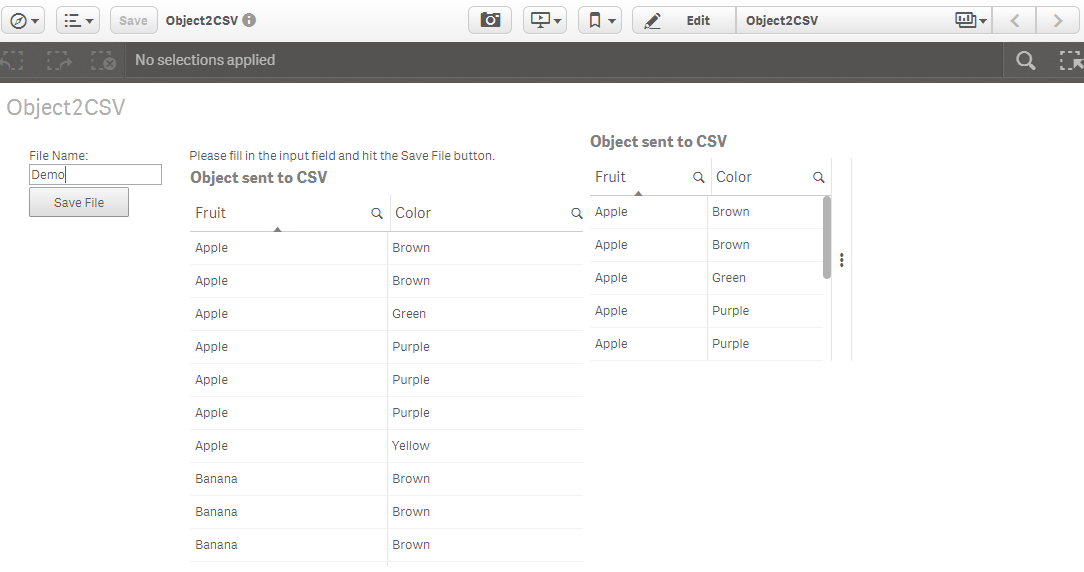 Save Object2CSV Edit Object2CSV
No selections applied
Object2CSV
File Name:
Demo
Save File
Please fill in the input field and hit the Save File button.
Object sent to CSV
Fruit Color
Apple Brown
Apple Brown
Apple Green
Apple Purple
Apple Purple
Apple Purple
Apple Yellow
Banana Brown
Banana Brown
Banana Brown
Object sent to CSV
Fruit Color
Apple Brown
Apple Brown
Apple Green
Apple Purple
Apple Purple